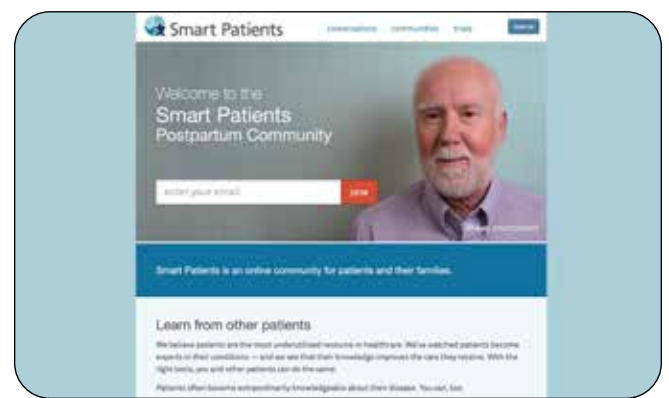 Smart Patients
conversations communities trials
Welcome to the
Smart Patients
Postpartum Community
enter your email
JOIN
Smart Patients is an online community for patients and their families.
Learn from other patients
We believe patients are the most underutilized resource in healthcare. We've watched patients become
experts in their conditions — and we see that their knowledge improves the care they receive. With the
right tools, you and other patients can do the same.
Patients often become extraordinarily knowledgeable about their disease. You can, too.